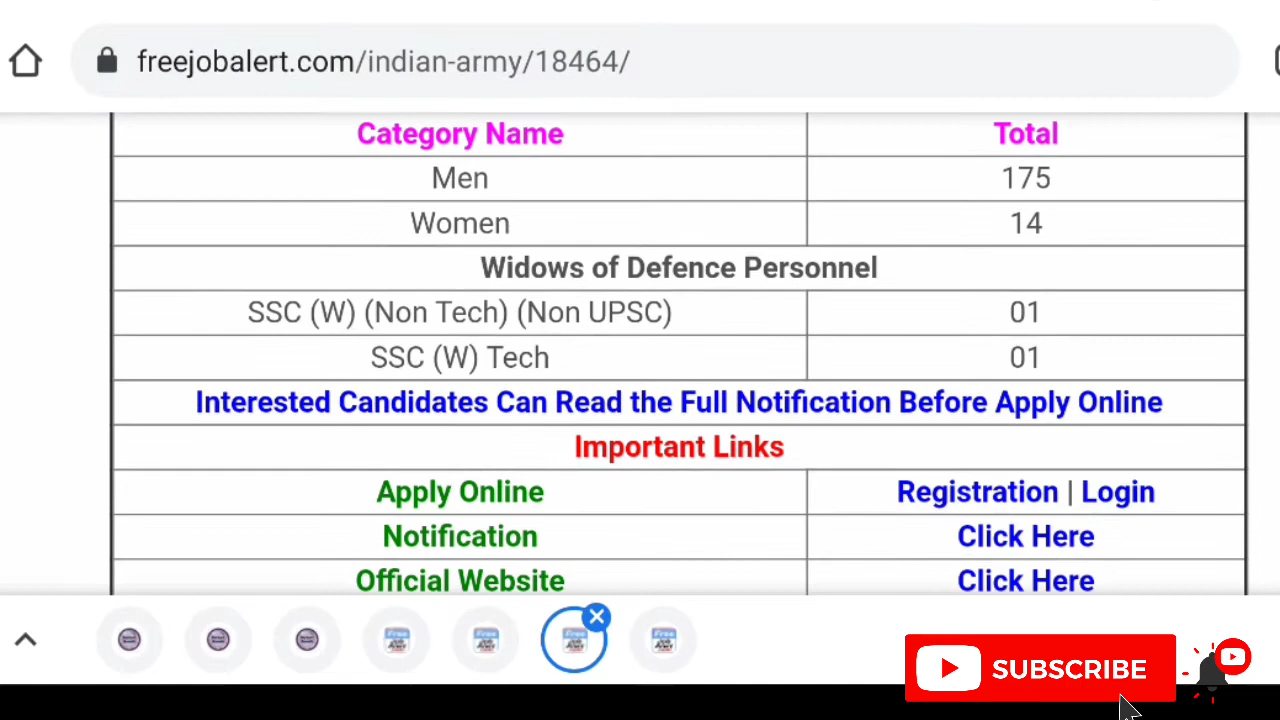 freejobalert.com/indian-army/18464/
Category Name Total
Men 175
Women 14
Widows of Defence Personnel
SSC (W) (Non Tech) (Non UPSC) 01
SSC (W) Tech 01
Interested Candidates Can Read the Full Notification Before Apply Online
Important Links
Apply Online Registration | Login
Notification Click Here
Official Website Click Here
SUBSCRIBE